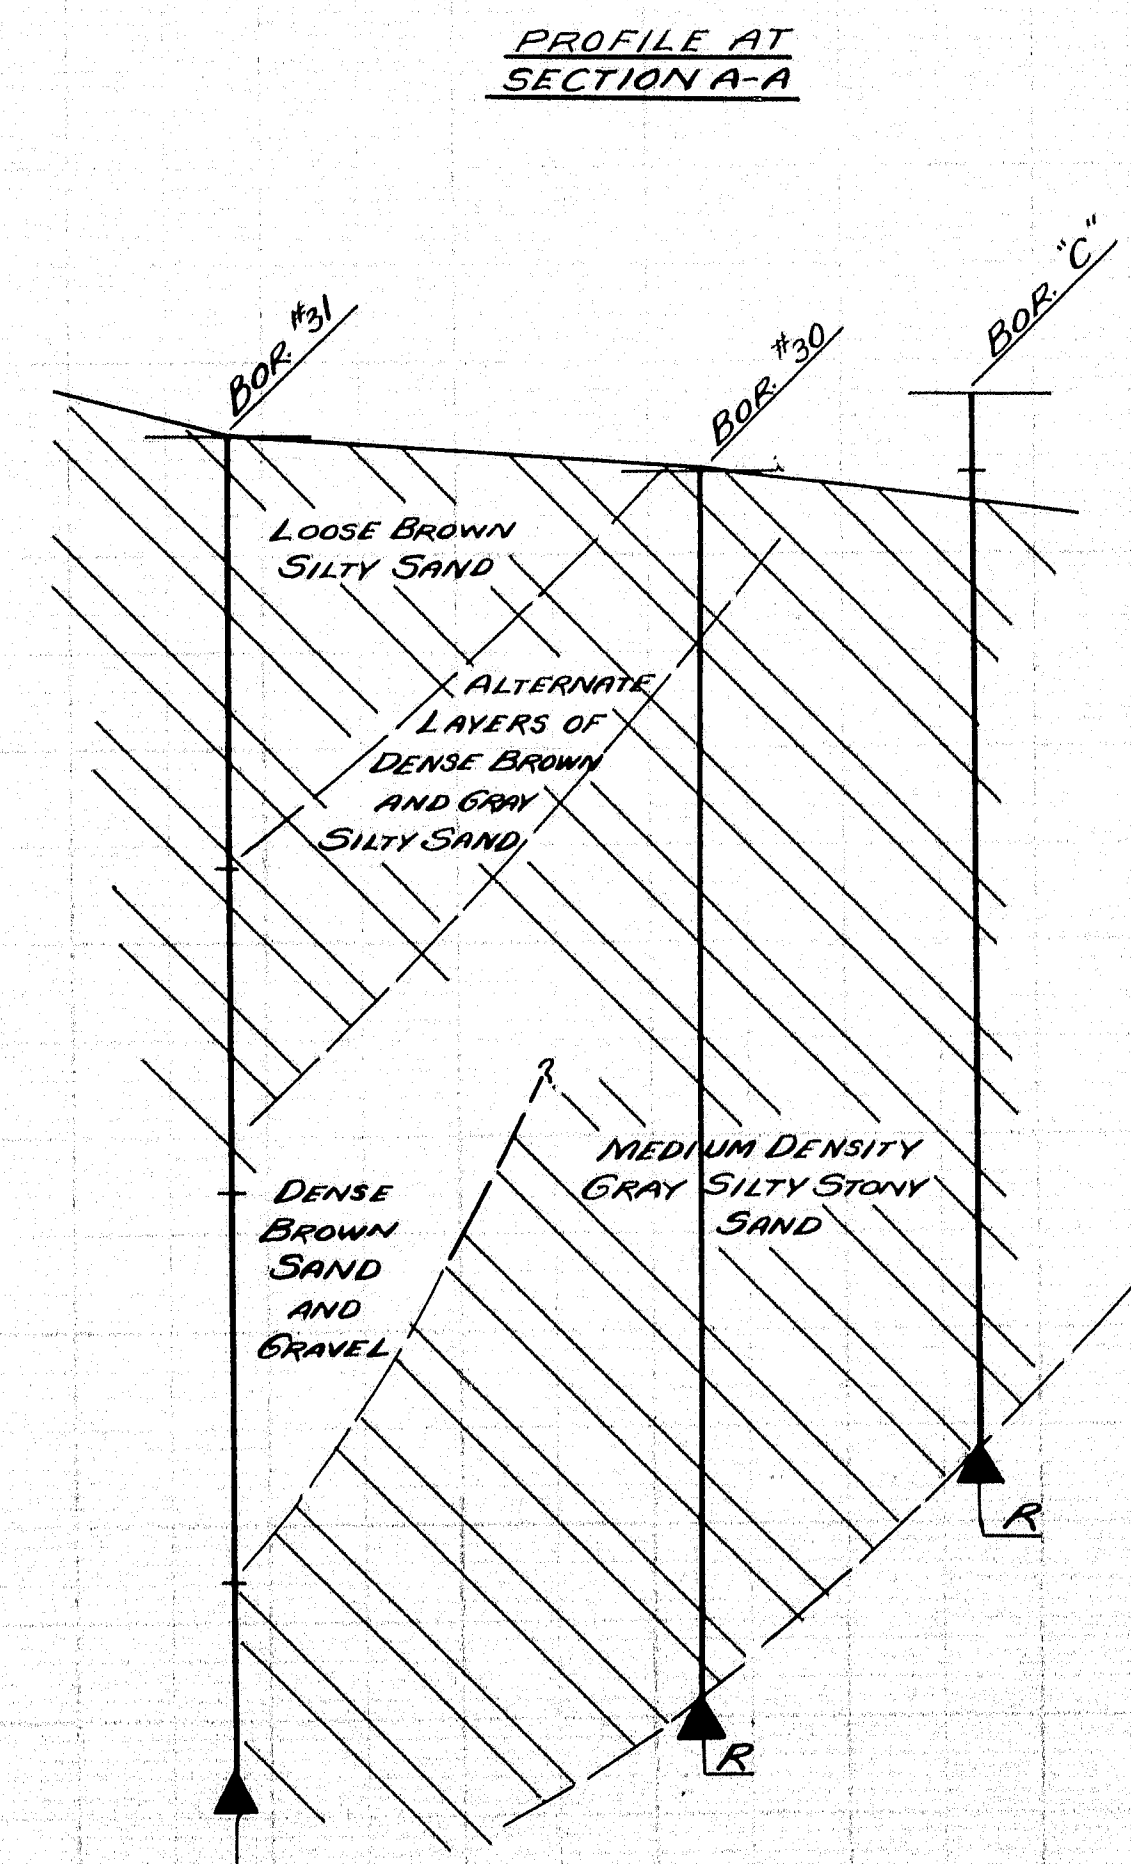 PROFILE AT
SECTION A-A
BOR. #31
BOR. #30
BOR. "C"
LOOSE BROWN
SILTY SAND
ALTERNATE
LAYERS OF
DENSE BROWN
AND GRAY
SILTY SAND
?
MEDIUM DENSITY
GRAY SILTY STONY
SAND
DENSE
BROWN
SAND
AND
GRAVEL
R
R